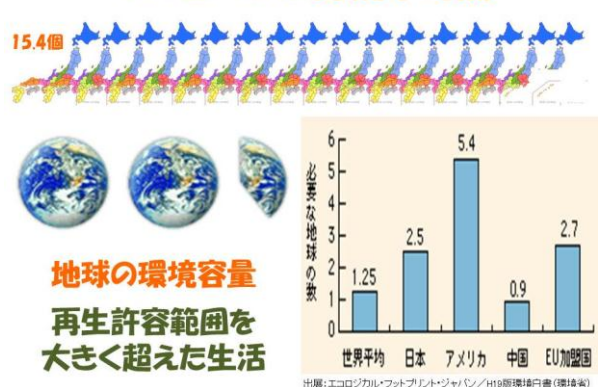 15.4個
地球の環境容量
再生許容範囲を
大きく超えた生活
必要な地球の数
6
5
4
3
2
1
0
1.25
2.5
5.4
0.9
2.7
世界平均 日本 アメリカ 中国 EU加盟国
出展:エコロジカル・フットプリント・ジャパン/H19版環境白書(環境省)